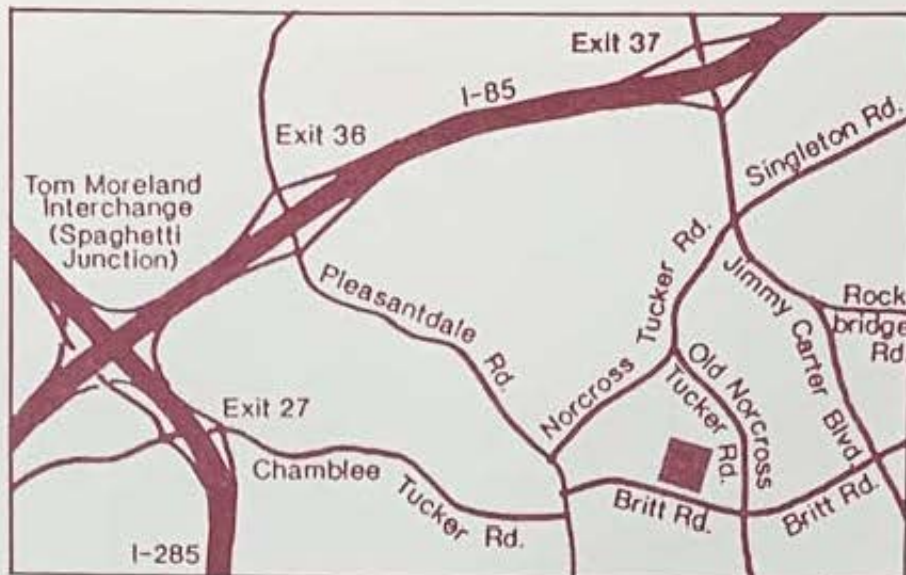 Exit 37
I-85
Exit 36
Singleton Rd.
Tom Moreland
Interchange
(Spaghetti
Junction)
Pleasantdale Rd.
Norcross Tucker Rd.
Jimmy Carter Blvd.
Rock
bridge
Rd.
Old Norcross
Tucker Rd.
Exit 27
Chamblee Tucker Rd.
Britt Rd.
Britt Rd.
I-285